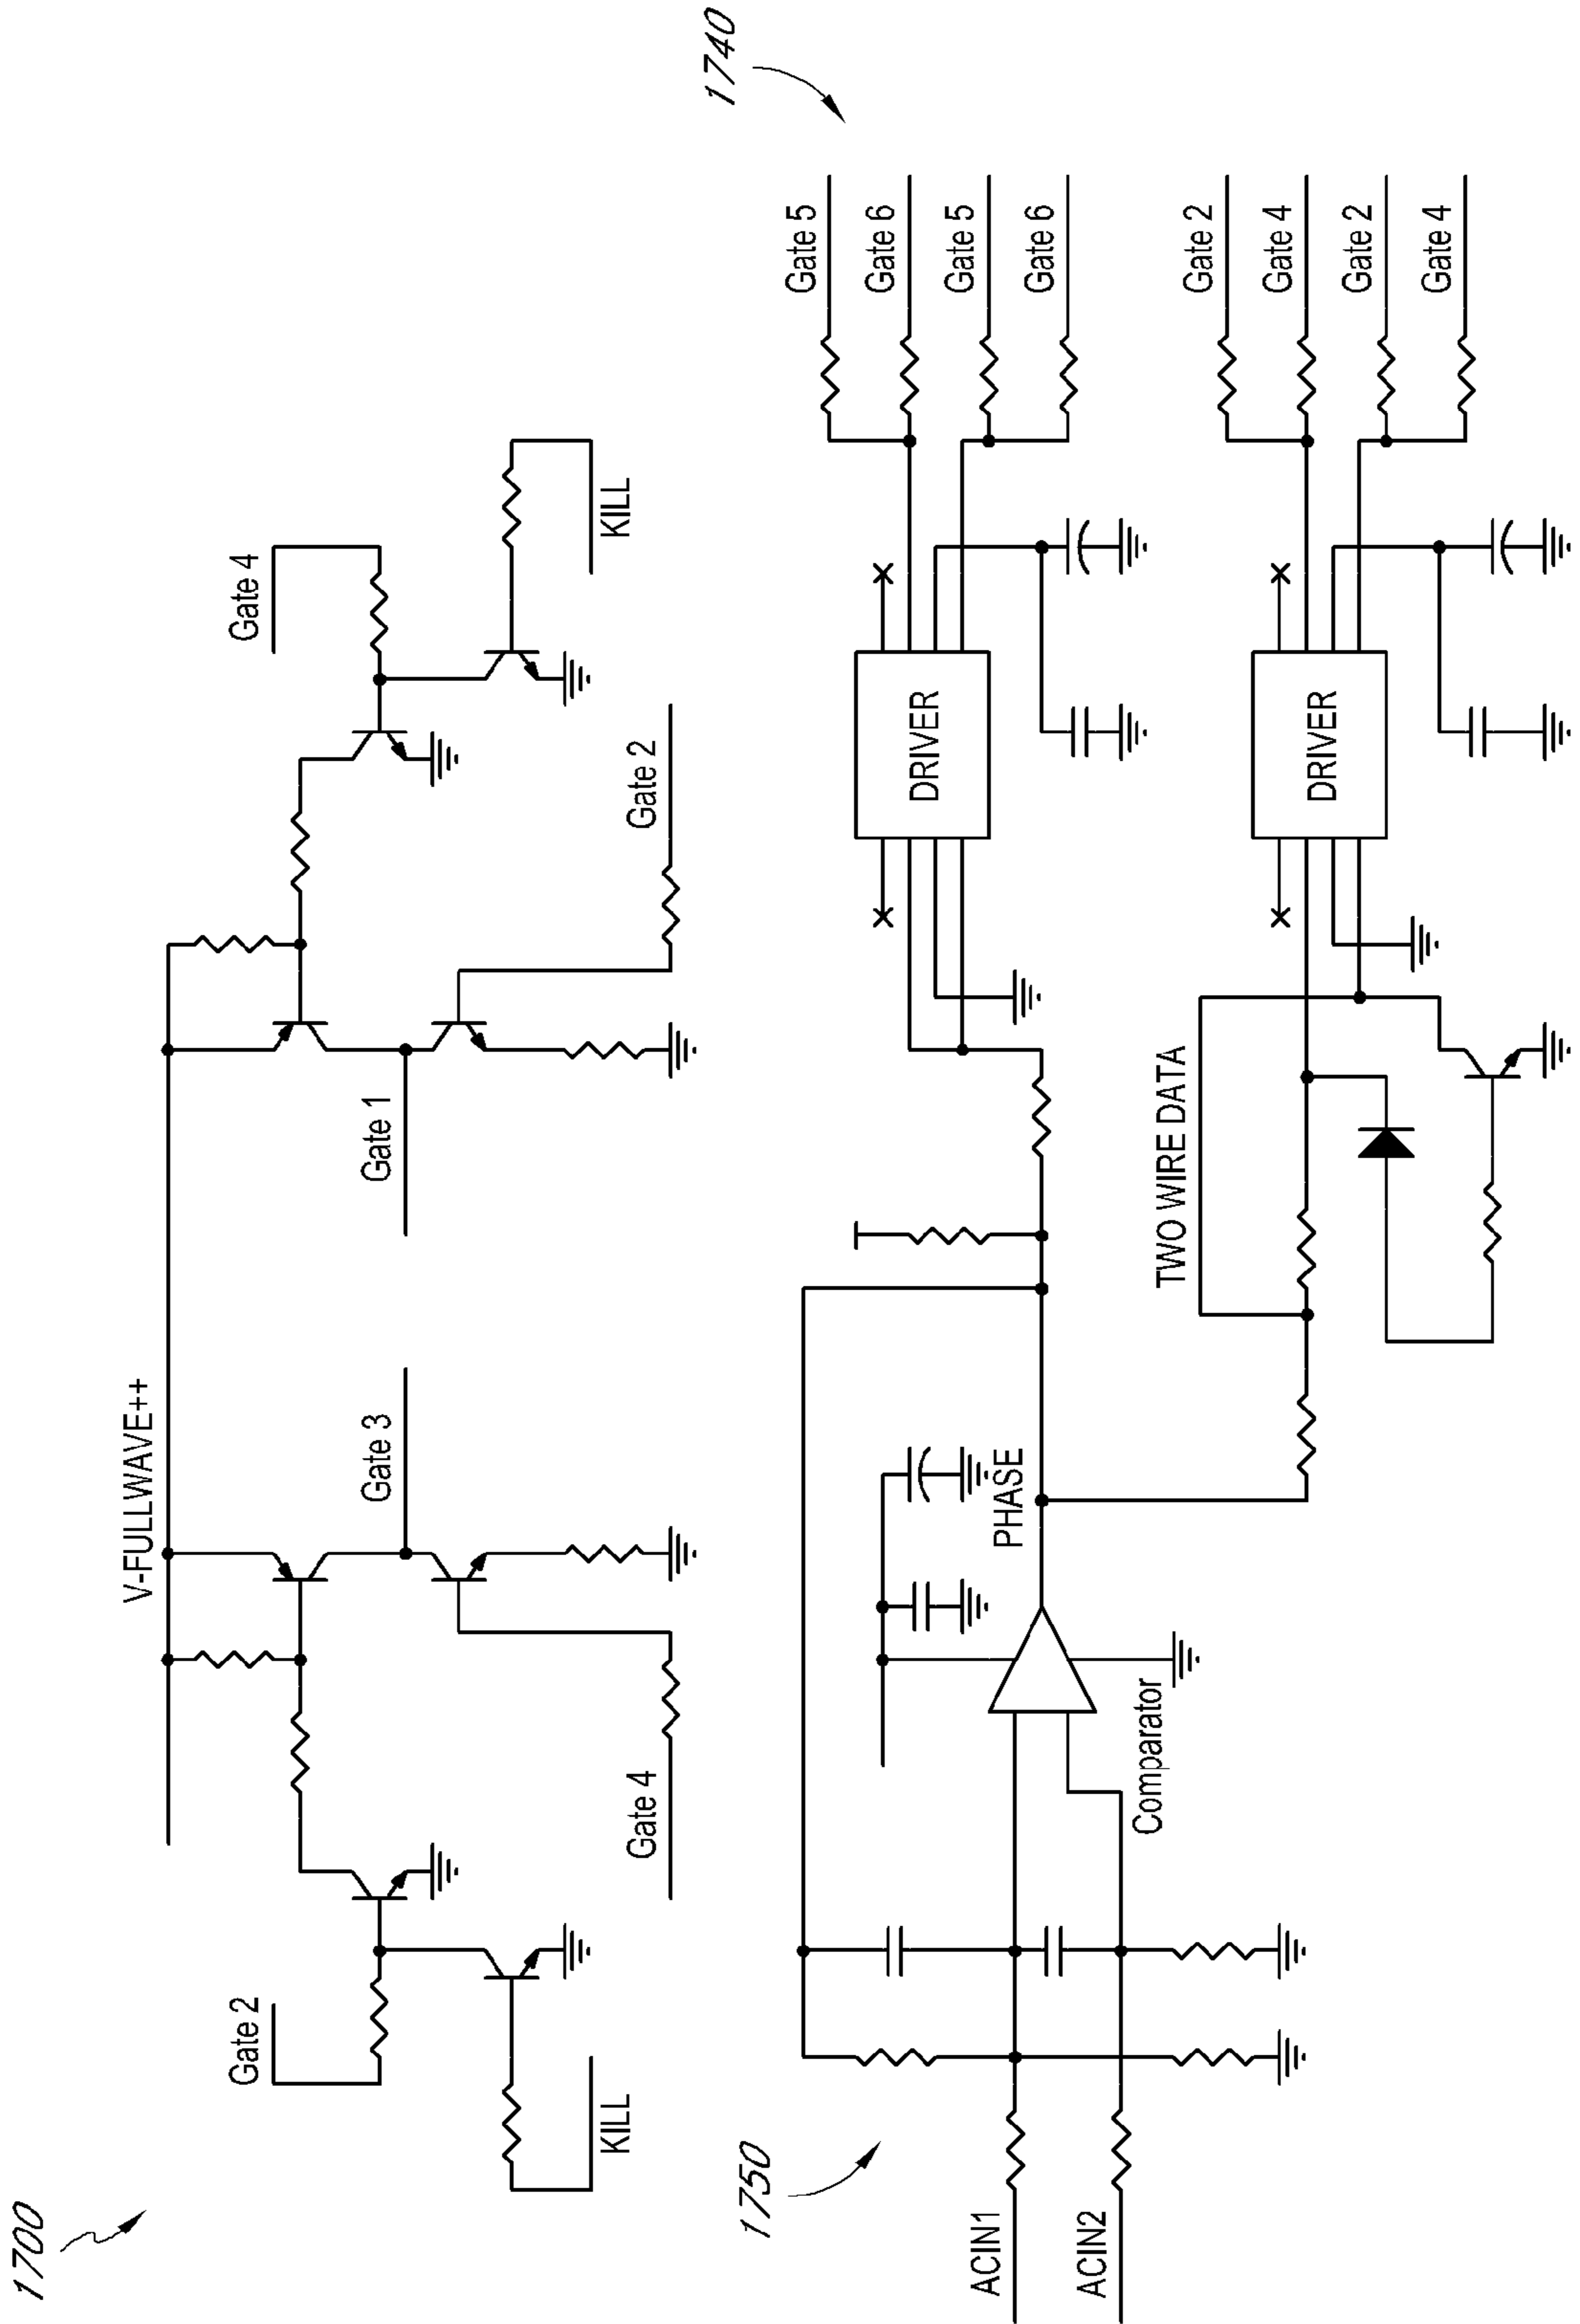 1700
V-FULLWAVE++
Gate 2
Gate 4
Gate 3
Gate 1
KILL
Gate 4
Gate 2
KILL
1750
1740
PHASE
DRIVER
Gate 5
Gate 6
Gate 5
Gate 6
ACIN1
ACIN2
Comparator
TWO WIRE DATA
DRIVER
Gate 2
Gate 4
Gate 2
Gate 4